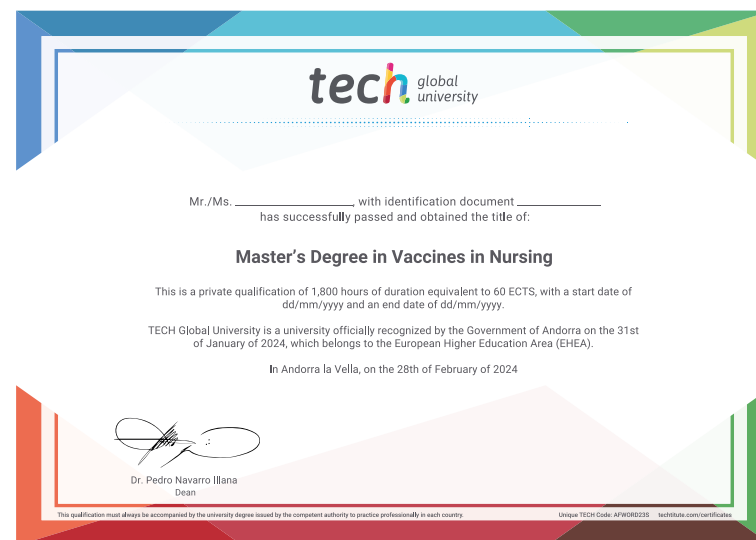 tech global
university
Mr./Ms. ____________, with identification document ____________
has successfully passed and obtained the title of:
Master's Degree in Vaccines in Nursing
This is a private qualification of 1,800 hours of duration equivalent to 60 ECTS, with a start date of
dd/mm/yyyy and an end date of dd/mm/yyyy.
TECH Global University is a university officially recognized by the Government of Andorra on the 31st
of January of 2024, which belongs to the European Higher Education Area (EHEA).
In Andorra la Vella, on the 28th of February of 2024
Dr. Pedro Navarro Illana
Dean
This qualification must always be accompanied by the university degree issued by the competent authority to practice professionally in each country. Unique TECH Code: AFWORD23S techtitute.com/certificates